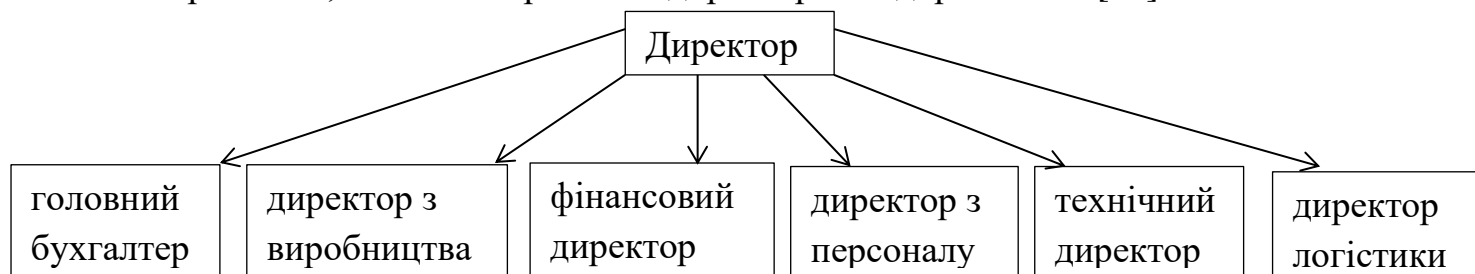 Директор
головний
бухгалтер
директор з
виробництва
фінансовий
директор
директор з
персоналу
технічний
директор
директор
логістики